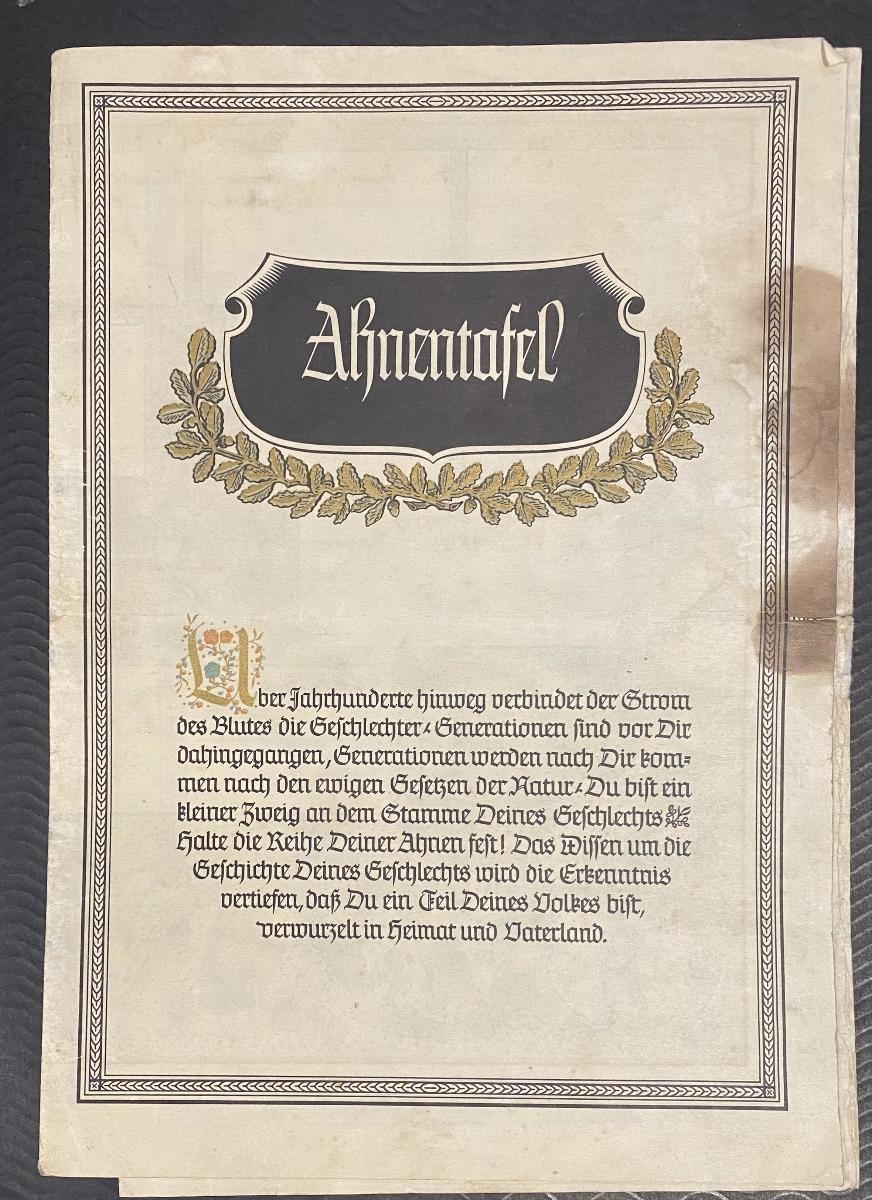 Ahnentafel
Über Jahrhunderte hinweg verbindet der Strom
des Blutes die Geschlechter ∙ Generationen sind vor Dir
dahingegangen, Generationen werden nach Dir kom=
men nach den ewigen Gesetzen der Natur ∙ Du bist ein
kleiner Zweig an dem Stamme Deines Geschlechts
Halte die Reihe Deiner Ahnen fest! Das Wissen um die
Geschichte Deines Geschlechts wird die Erkenntnis
vertiefen, daß Du ein Teil Deines Volkes bist,
verwurzelt in Heimat und Vaterland.